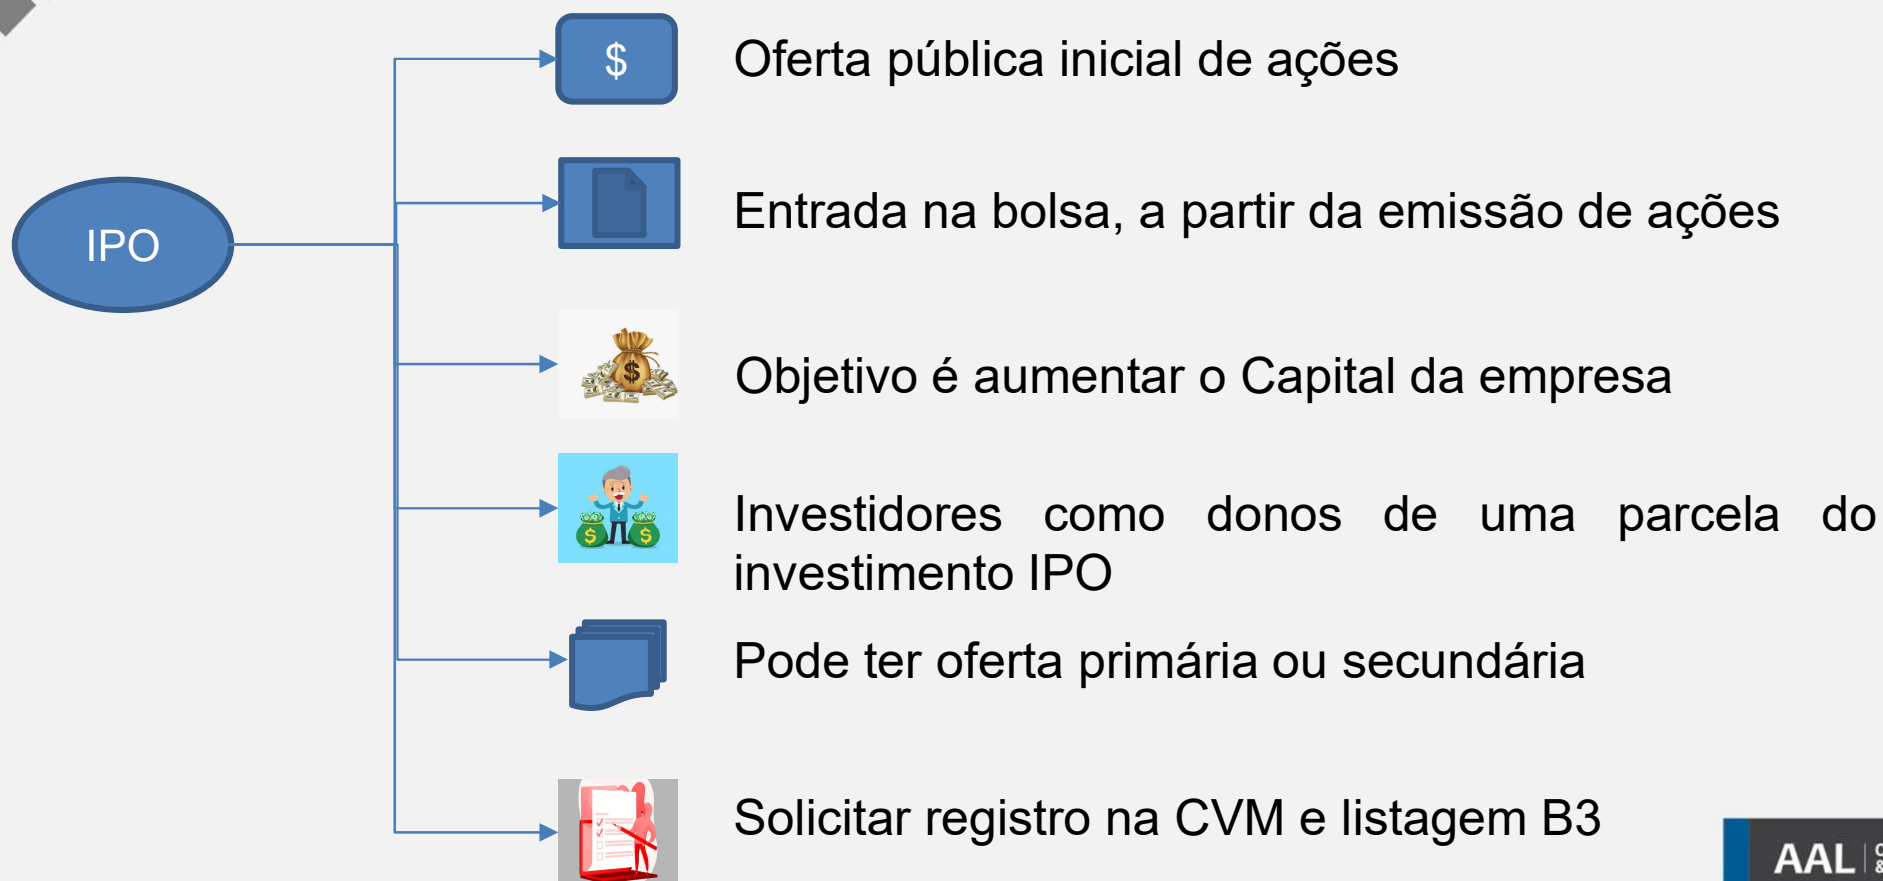 $
Oferta pública inicial de ações
Entrada na bolsa, a partir da emissão de ações
IPO
$
Objetivo é aumentar o Capital da empresa
$ $
Investidores como donos de uma parcela do
investimento IPO
Pode ter oferta primária ou secundária
Solicitar registro na CVM e listagem B3
AAL